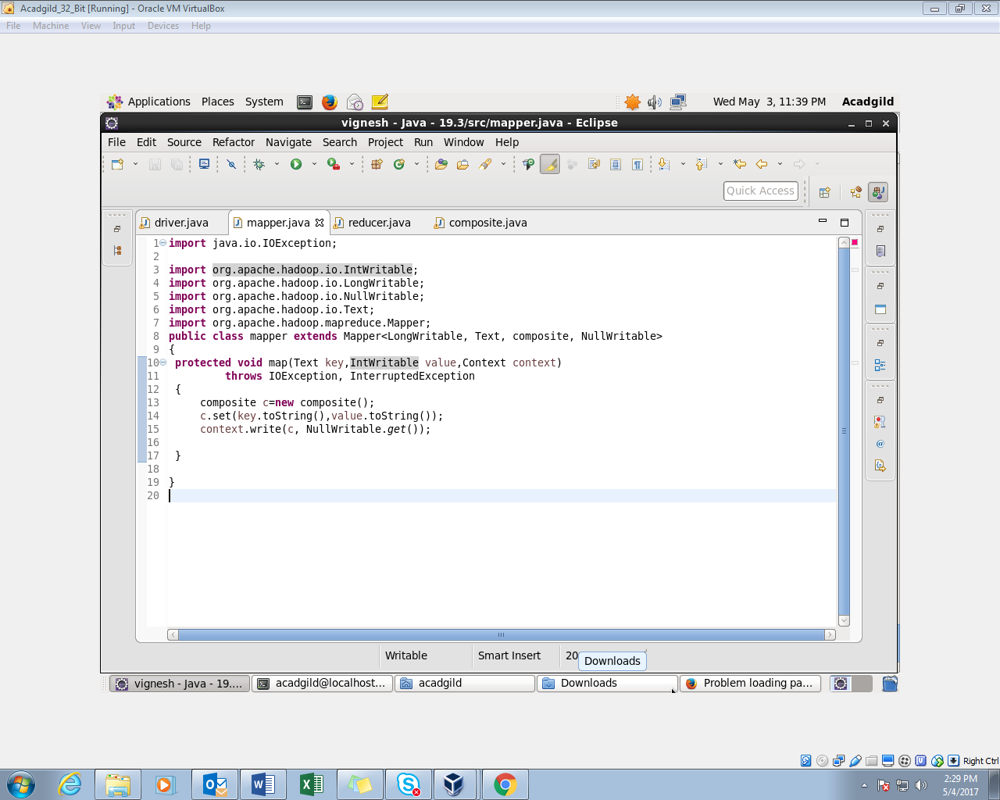 Acadgild_32_Bit [Running] - Oracle VM VirtualBox
File Machine View Input Devices Help
Applications Places System Wed May 3, 11:39 PM Acadgild
vignesh - Java - 19.3/src/mapper.java - Eclipse
File Edit Source Refactor Navigate Search Project Run Window Help
Quick Access
driver.java mapper.java reducer.java composite.java
1 import java.io.IOException;
2
3 import org.apache.hadoop.io.IntWritable;
4 import org.apache.hadoop.io.LongWritable;
5 import org.apache.hadoop.io.NullWritable;
6 import org.apache.hadoop.io.Text;
7 import org.apache.hadoop.mapreduce.Mapper;
8 public class mapper extends Mapper<LongWritable, Text, composite, NullWritable>
9 {
10 protected void map(Text key,IntWritable value,Context context)
11 throws IOException, InterruptedException
12 {
13 composite c=new composite();
14 c.set(key.toString(),value.toString());
15 context.write(c, NullWritable.get());
16
17 }
18
19 }
20
Writable Smart Insert 20
Downloads
vignesh - Java - 19.... acadgild@localhost... acadgild Downloads Problem loading pa...
Right Ctrl
2:29 PM
5/4/2017